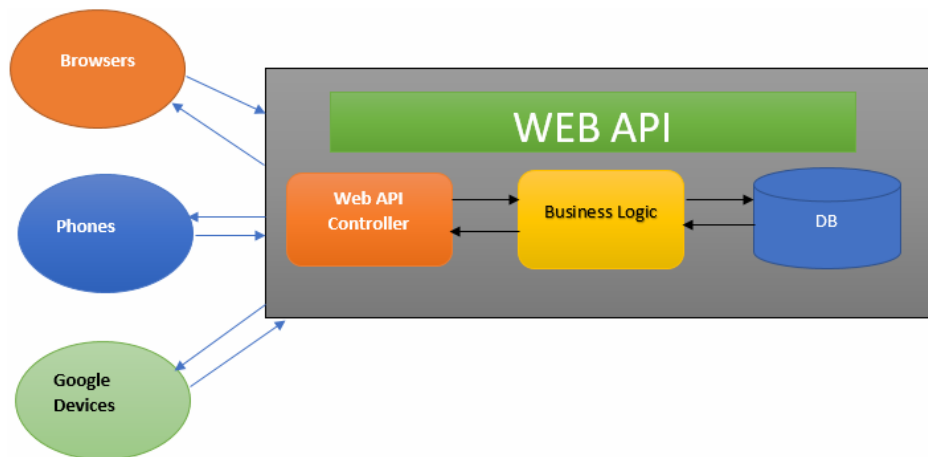 Browsers
WEB API
Web API
Controller
Business Logic
DB
Phones
Google
Devices